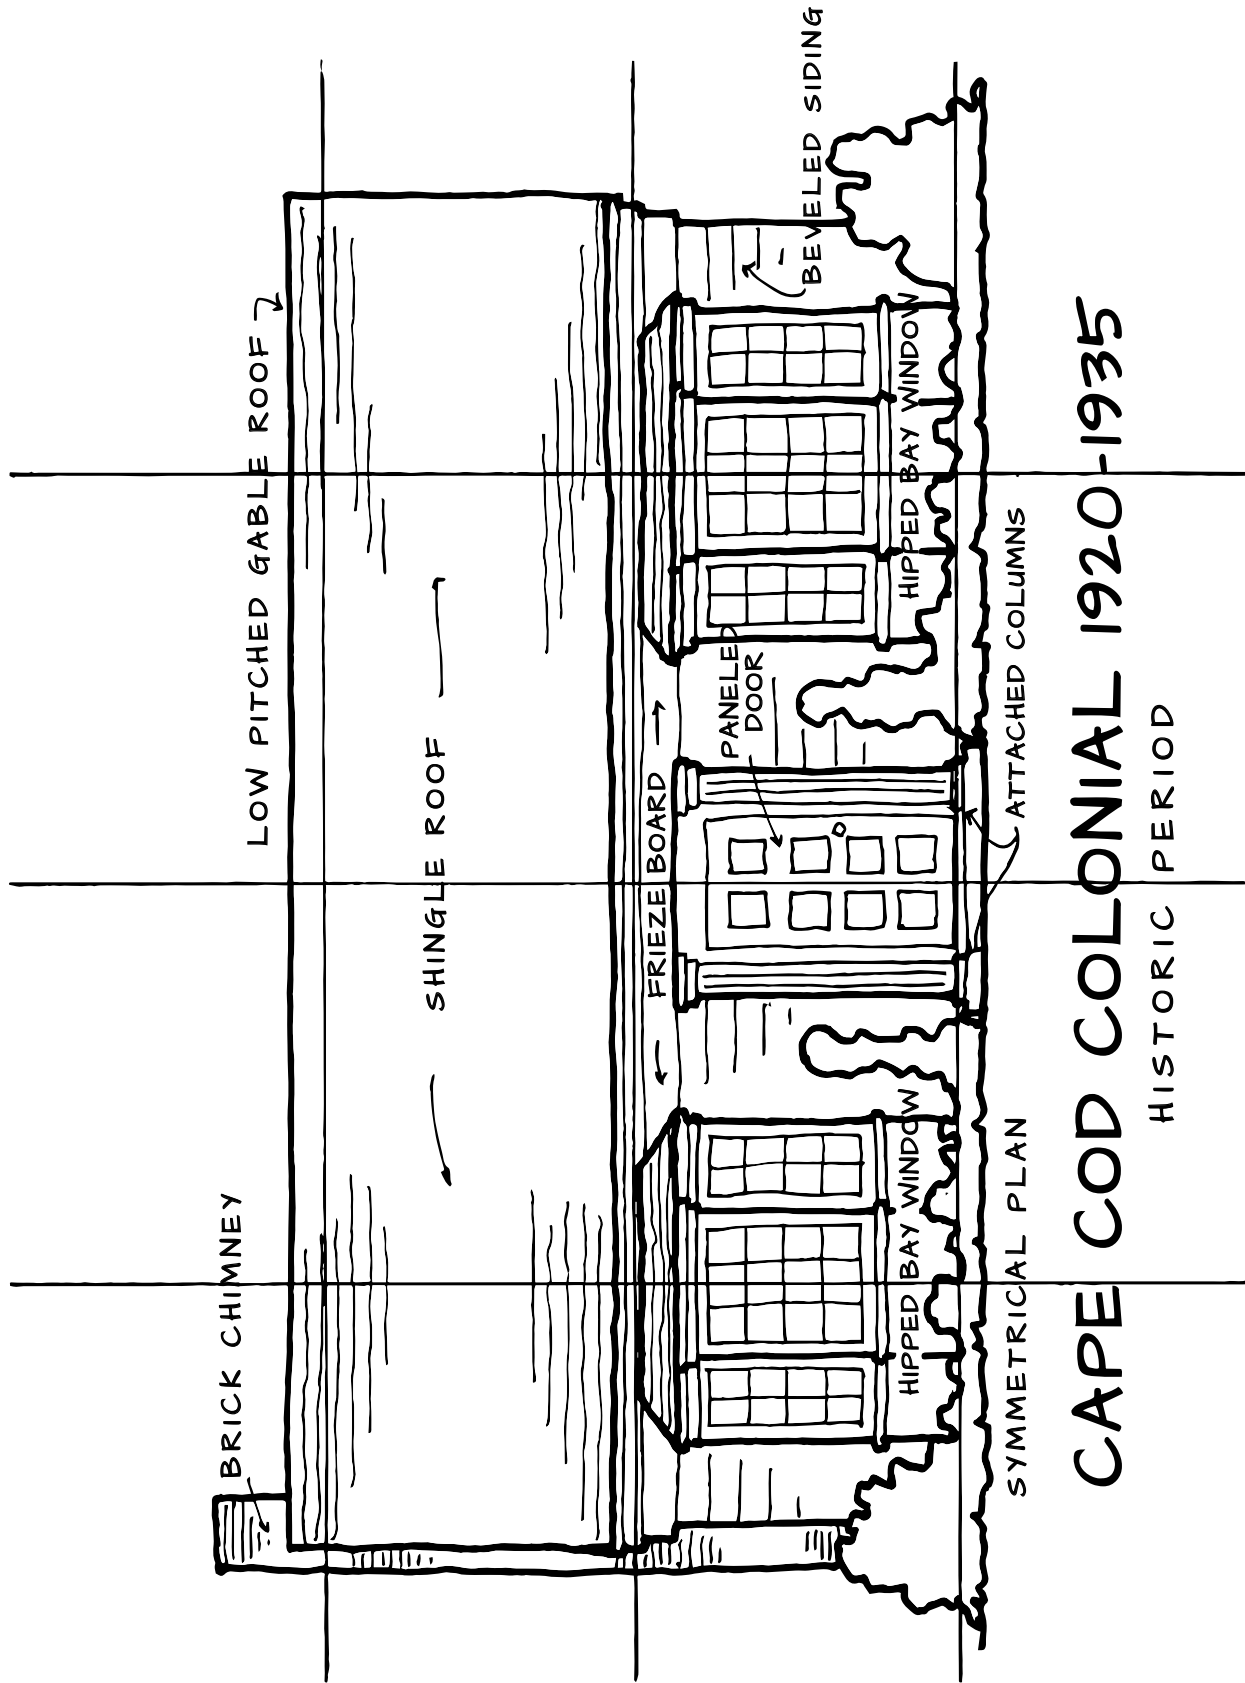 BRICK CHIMNEY
LOW PITCHED GABLE ROOF
SHINGLE ROOF
FRIEZE BOARD
PANELED
DOOR
BEVELED SIDING
HIPPED BAY WINDOW
HIPPED BAY WINDOW
SYMMETRICAL PLAN
ATTACHED COLUMNS
CAPE COD COLONIAL 1920-1935
HISTORIC PERIOD